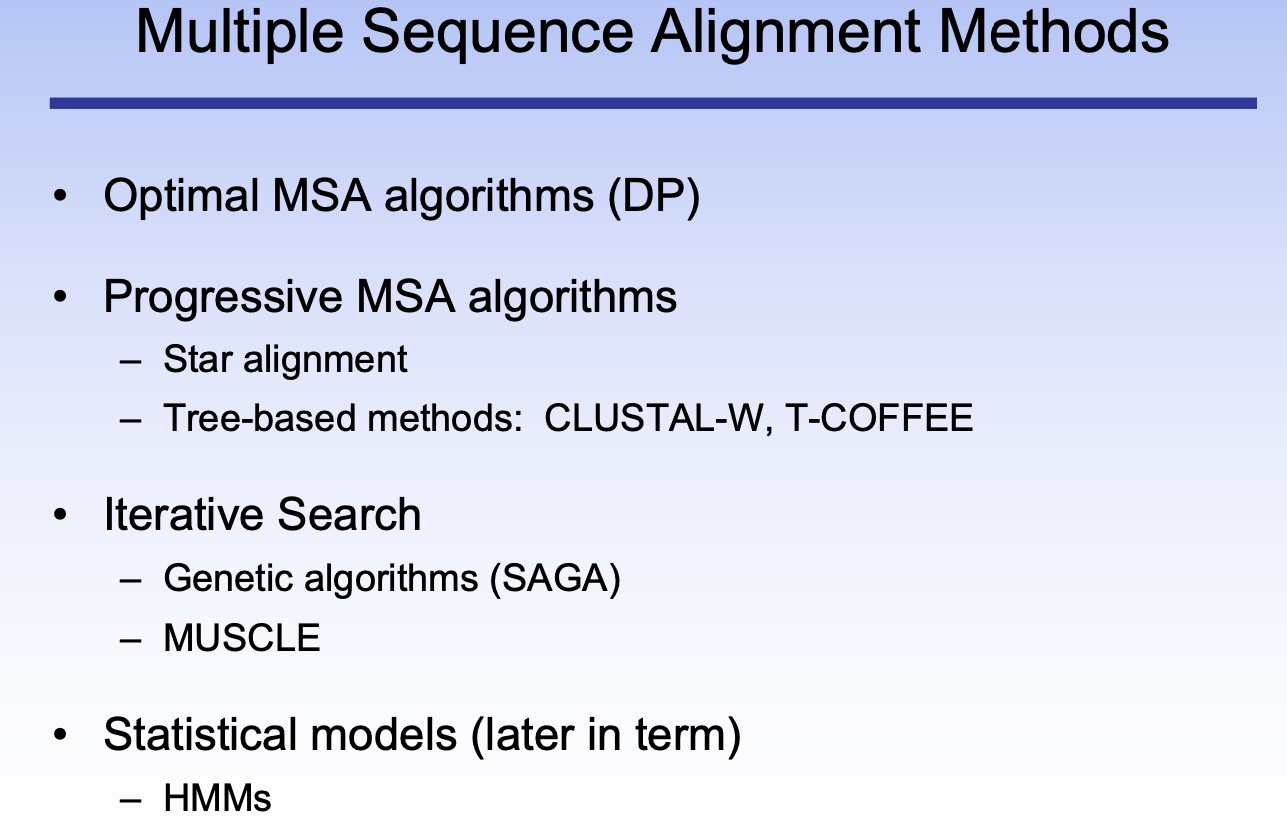 Multiple Sequence Alignment Methods
• Optimal MSA algorithms (DP)
• Progressive MSA algorithms
– Star alignment
– Tree-based methods:  CLUSTAL-W, T-COFFEE
• Iterative Search
– Genetic algorithms (SAGA)
– MUSCLE
• Statistical models (later in term)
– HMMs